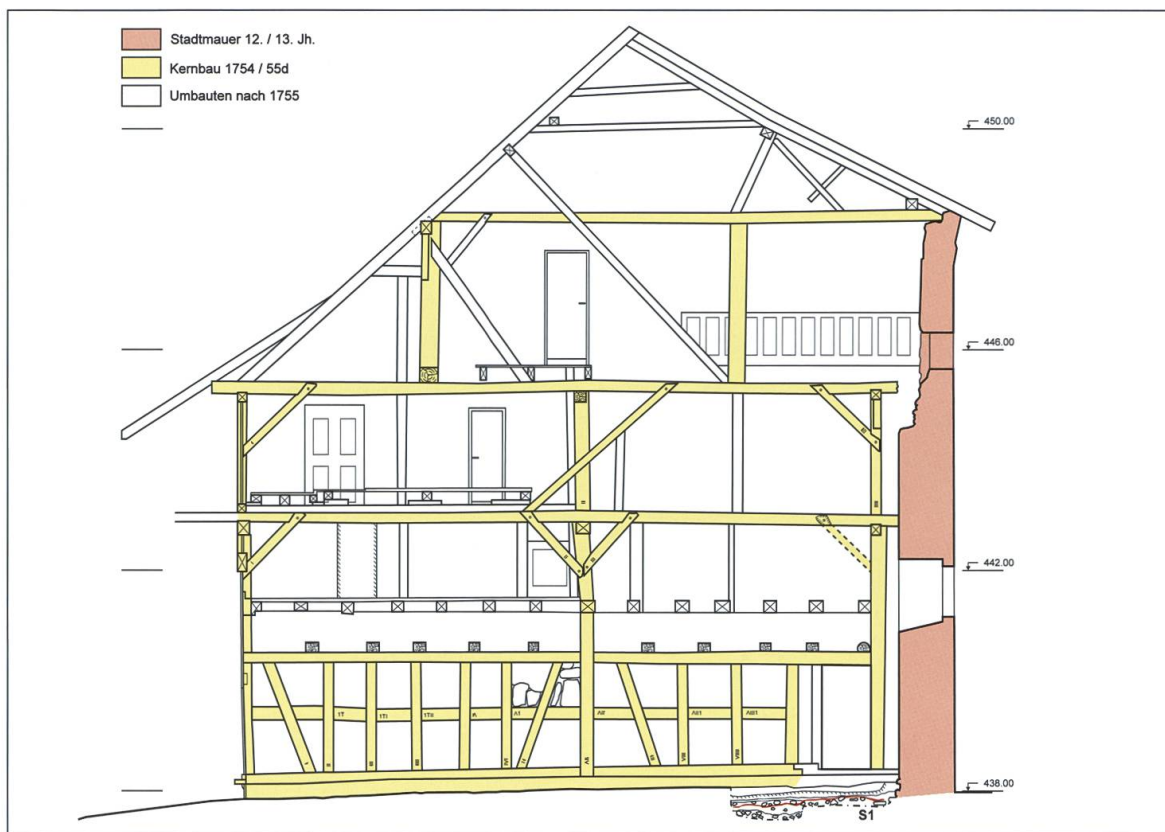 Stadtmauer 12. / 13. Jh.
Kernbau 1754 / 55d
Umbauten nach 1755
450.00
446.00
442.00
438.00
S1